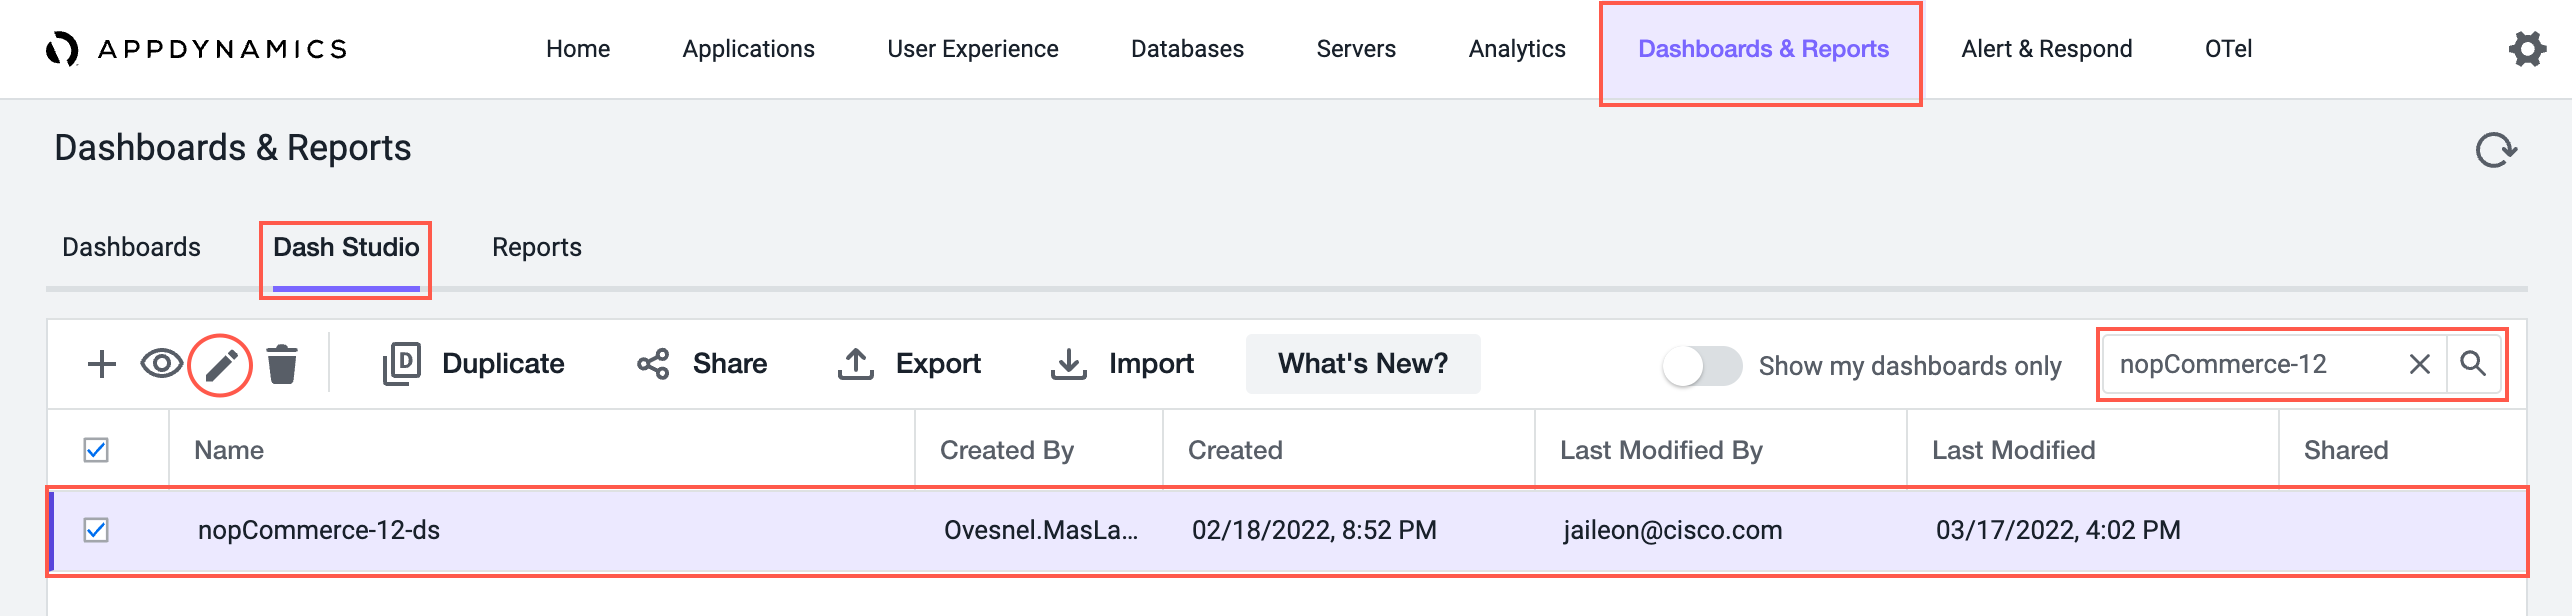 APPDYNAMICS Home Applications User Experience Databases Servers Analytics Dashboards & Reports Alert & Respond OTel
Dashboards & Reports
Dashboards Dash Studio Reports
D Duplicate Share Export Import What's New? Show my dashboards only nopCommerce-12
Name Created By Created Last Modified By Last Modified Shared
nopCommerce-12-ds Ovesnel.MasLa... 02/18/2022, 8:52 PM jaileon@cisco.com 03/17/2022, 4:02 PM